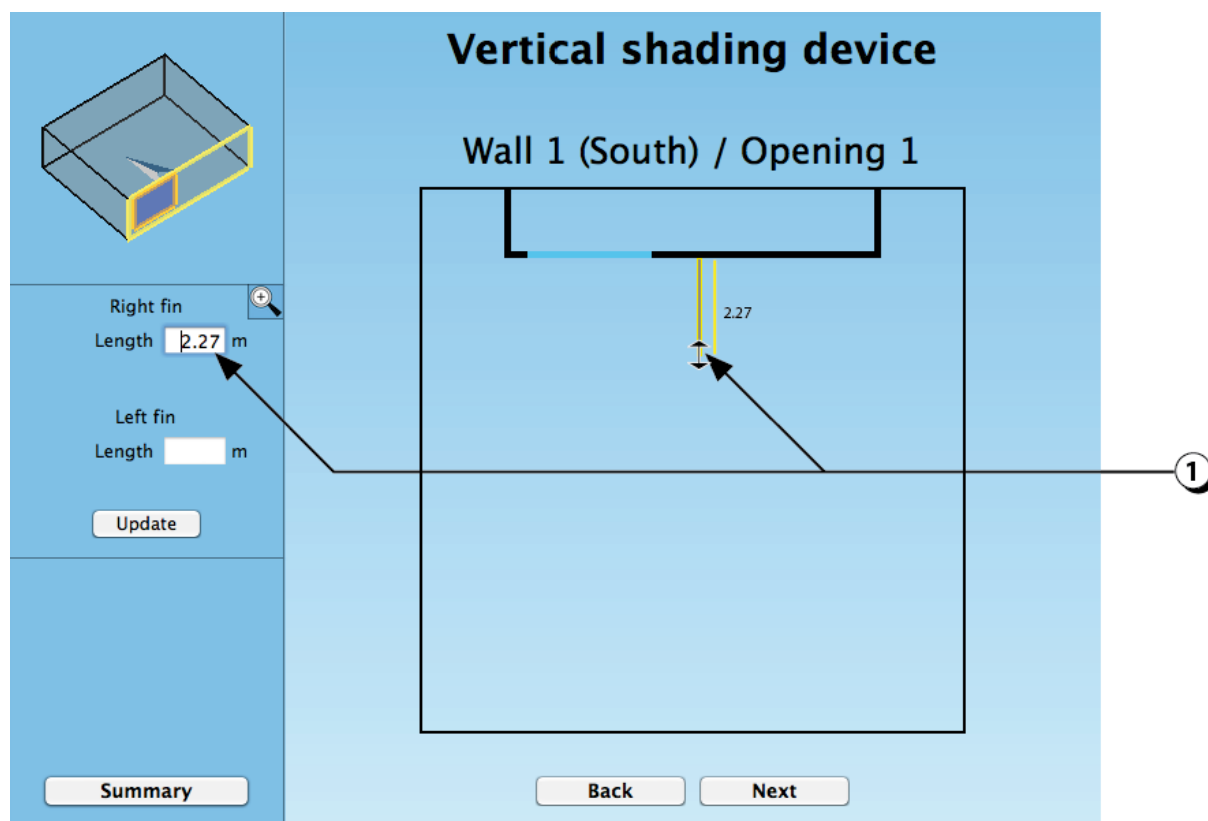 Vertical shading device
Wall 1 (South) / Opening 1
Right fin
Length 2.27 m
Left fin
Length m
Update
Summary
2.27
Back Next
1